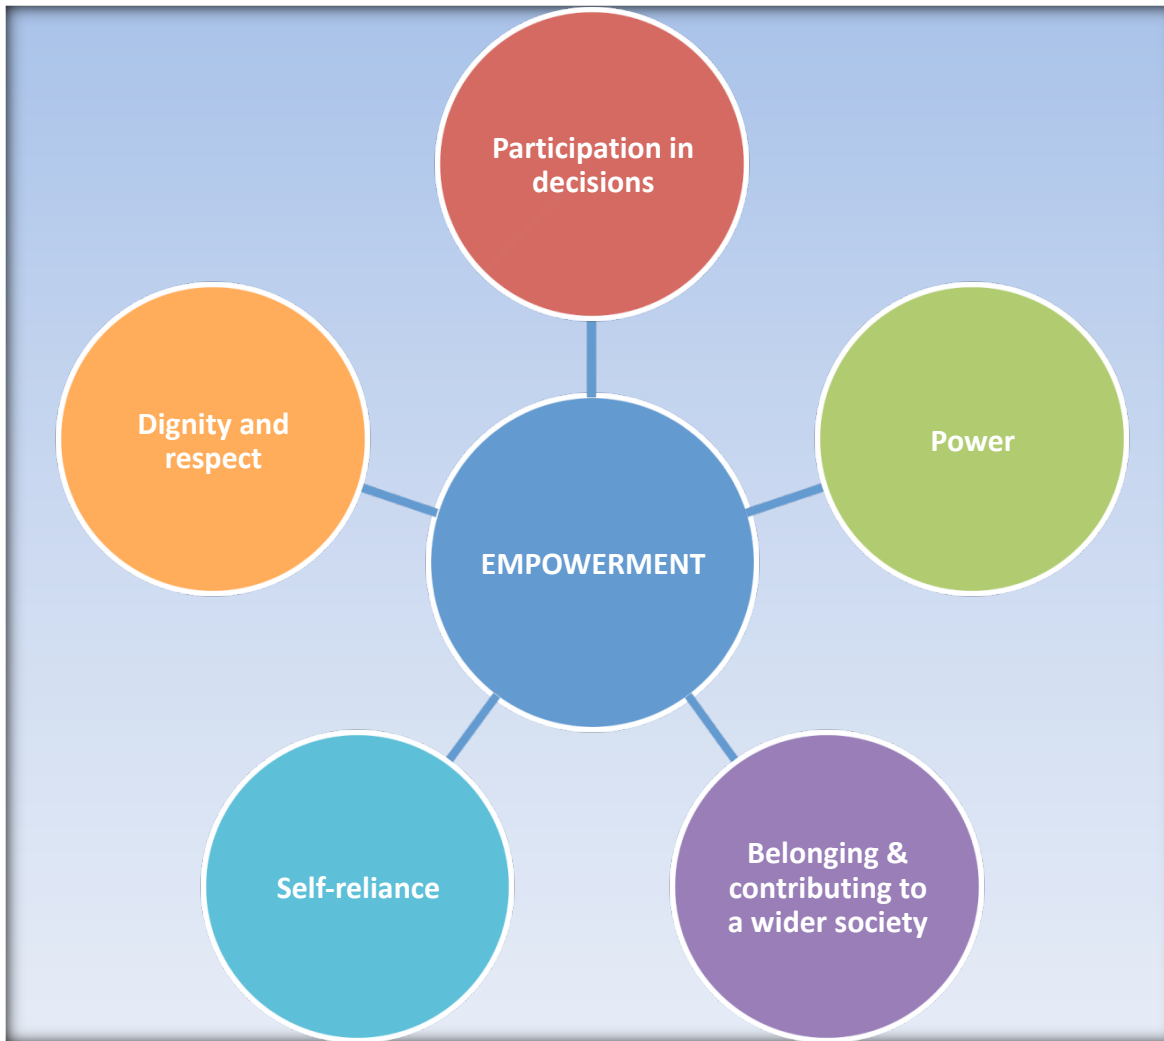 Participation in
decisions
Dignity and
respect
Power
EMPOWERMENT
Self-reliance
Belonging &
contributing to
a wider society